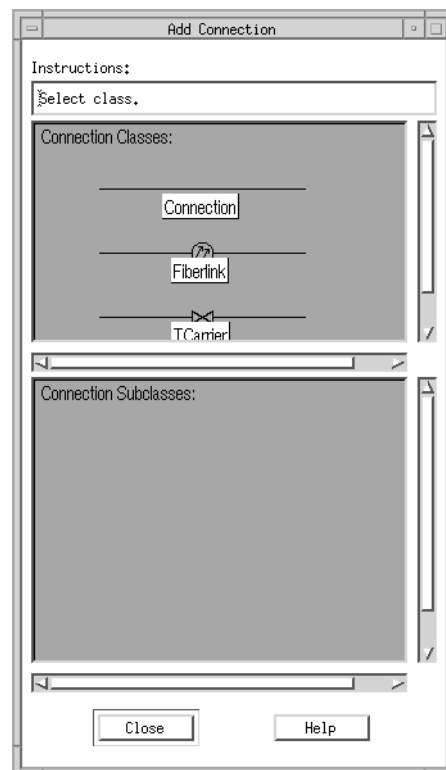 Add Connection
Instructions:
Select class.
Connection Classes:
Connection
Fiberlink
TCarrier
Connection Subclasses:
Close
Help